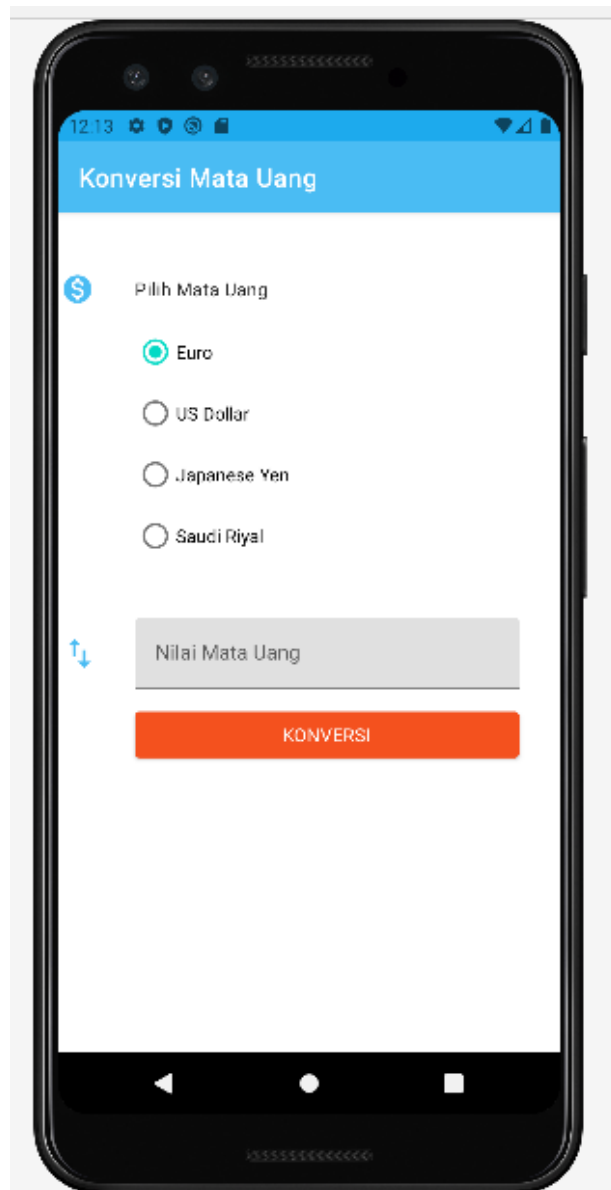 12:13
Konversi Mata Uang
Pilih Mata Uang
Euro
US Dollar
Japanese Yen
Saudi Riyal
Nilai Mata Uang
KONVERSI